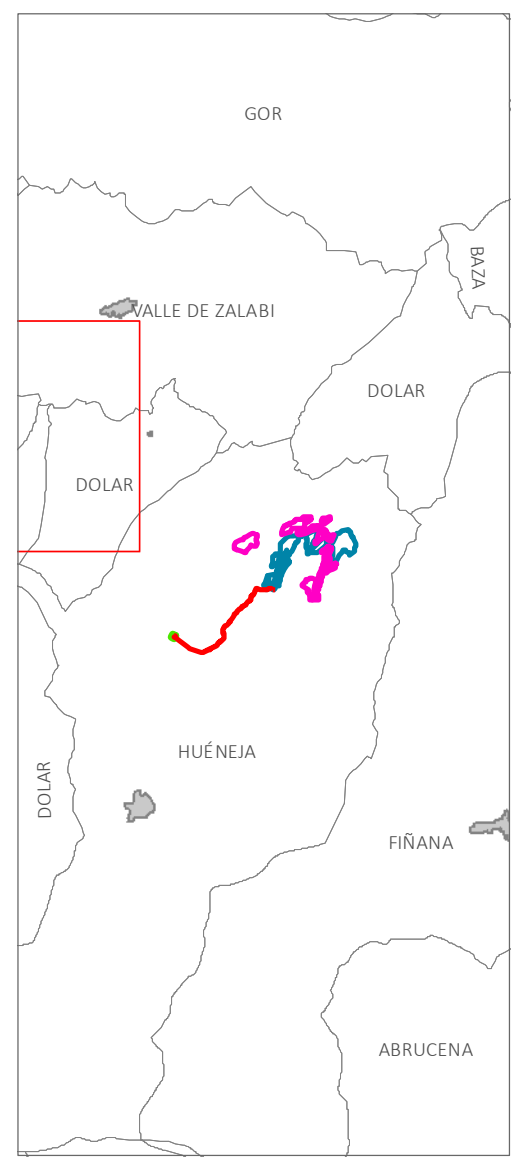 GOR
BAZA
VALLE DE ZALABI
DOLAR
DOLAR
HUÉNEJA
DOLAR
FIÑANA
ABRUCENA